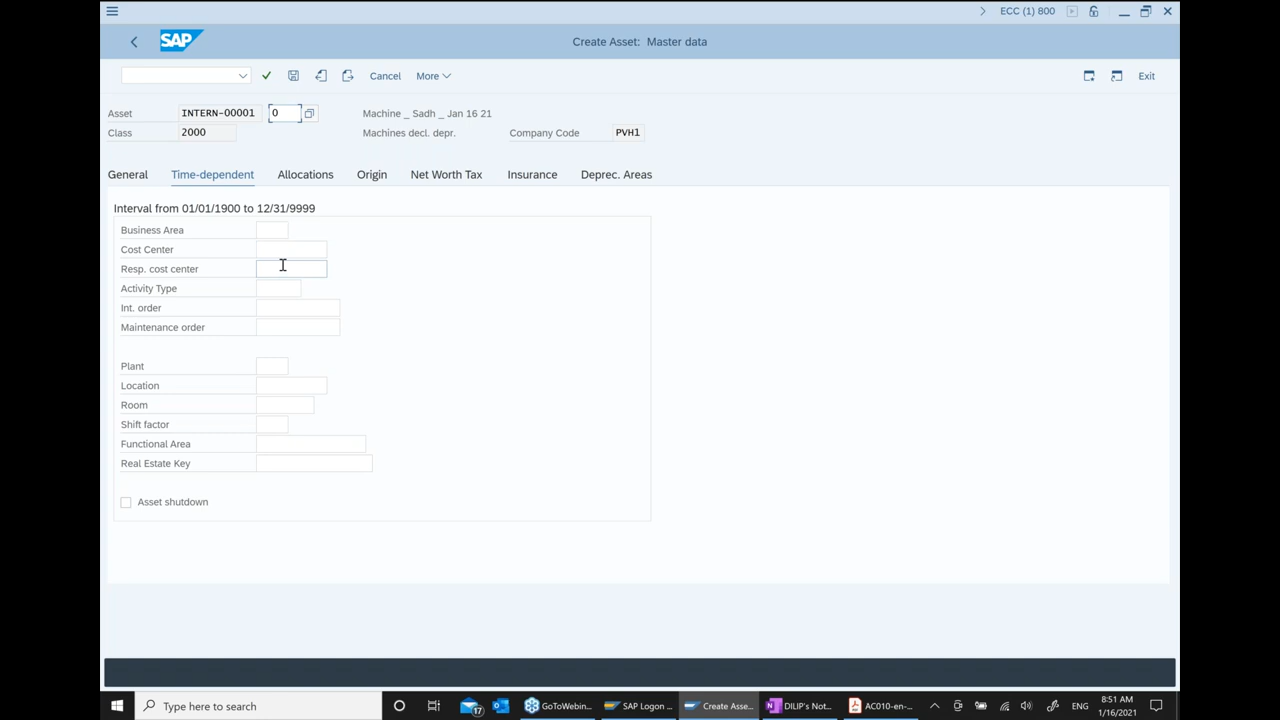 ECC (1) 800
SAP Create Asset: Master data
Cancel More Exit
Asset INTERN-00001 0 Machine _ Sadh _ Jan 16 21
Class 2000 Machines decl. depr. Company Code PVH1
General Time-dependent Allocations Origin Net Worth Tax Insurance Deprec. Areas
Interval from 01/01/1900 to 12/31/9999
Business Area
Cost Center
Resp. cost center
Activity Type
Int. order
Maintenance order
Plant
Location
Room
Shift factor
Functional Area
Real Estate Key
Asset shutdown
Type here to search 17 GoToWebin... SAP Logon ... Create Asse... DILIP's Not... AC010-en-... ENG 8:51 AM
1/16/2021